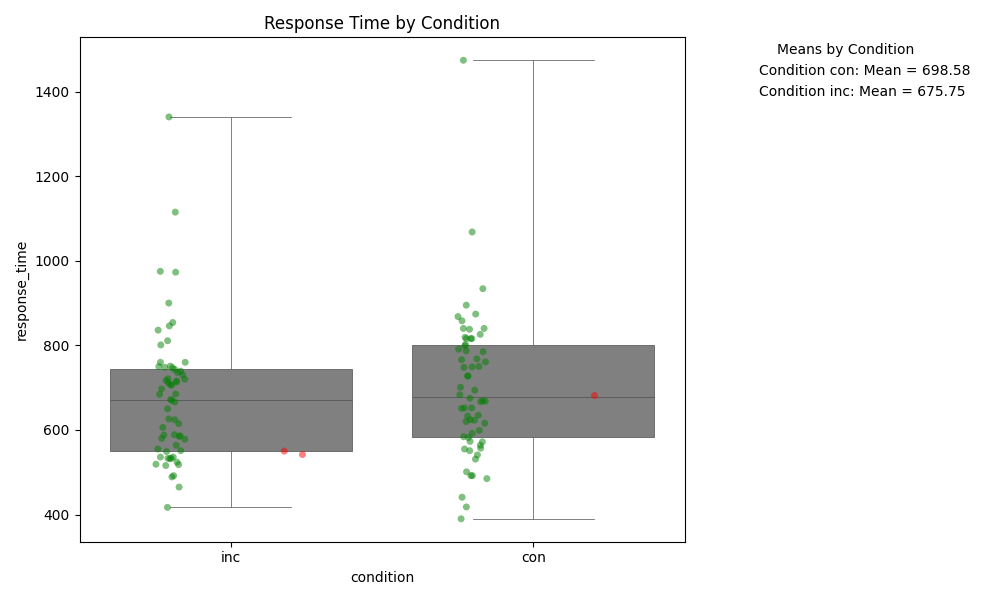 Response Time by Condition
Means by Condition
Condition con: Mean = 698.58
Condition inc: Mean = 675.75
response_time
1400
1200
1000
800
600
400
inc con
condition